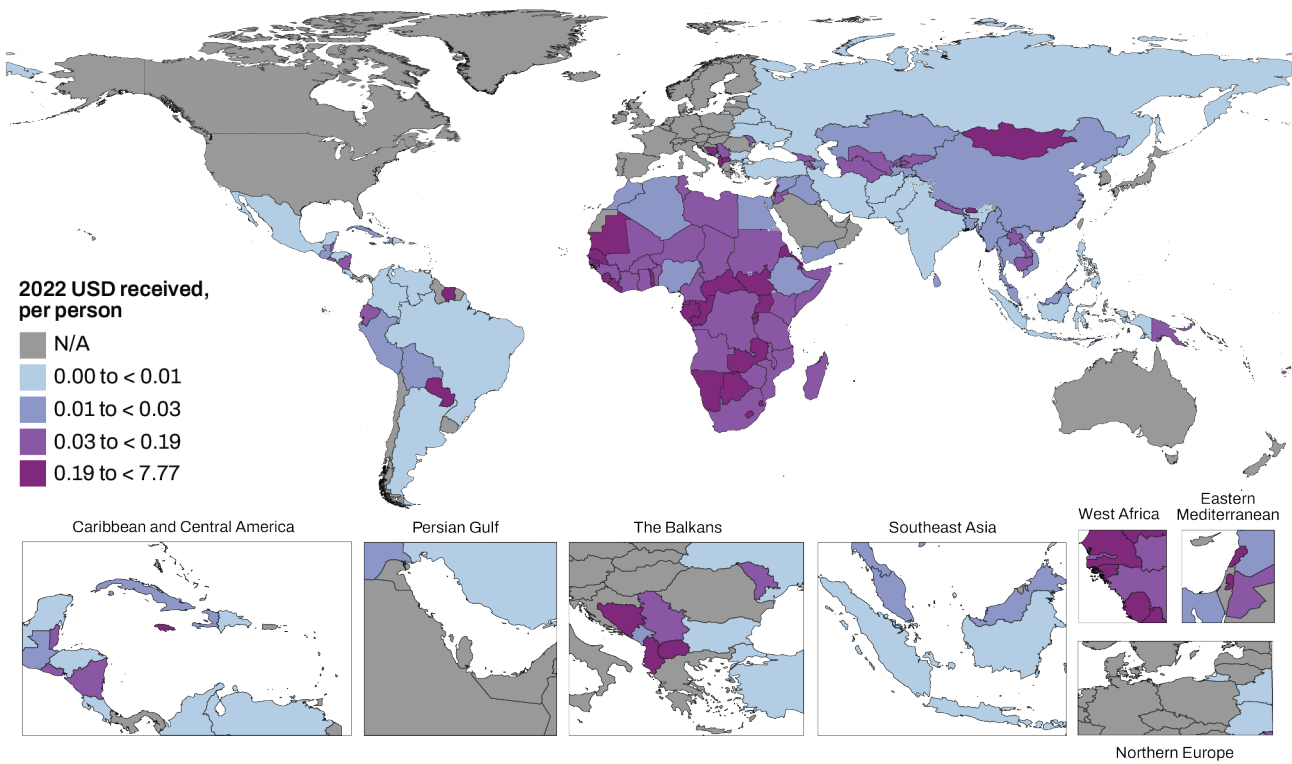 2022 USD received,
per person
N/A
0.00 to < 0.01
0.01 to < 0.03
0.03 to < 0.19
0.19 to < 7.77
Caribbean and Central America
Persian Gulf
The Balkans
Southeast Asia
West Africa
Eastern
Mediterranean
Northern Europe